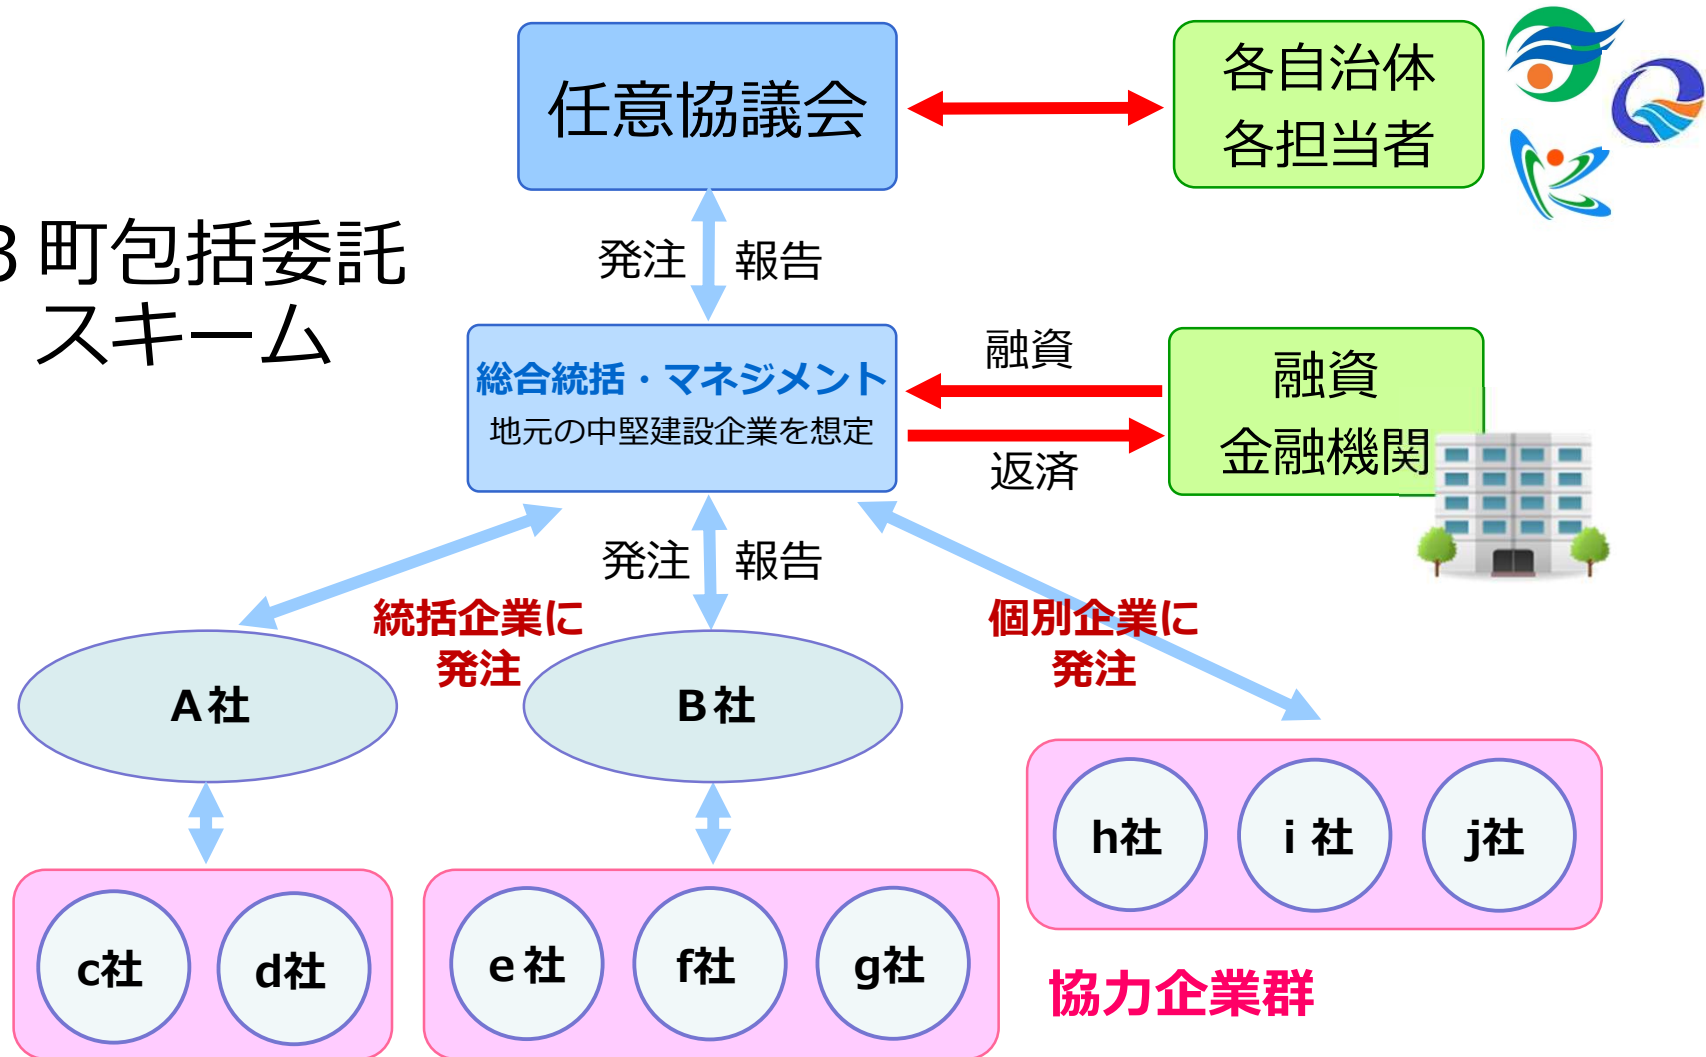 任意協議会
各自治体
各担当者
３町包括委託
スキーム
発注 報告
総合統括・マネジメント
地元の中堅建設企業を想定
融資
返済
融資
金融機関
発注 報告
統括企業に
発注
個別企業に
発注
Ａ社
Ｂ社
h社
i 社
j社
c社
d社
e社
f社
g社
協力企業群